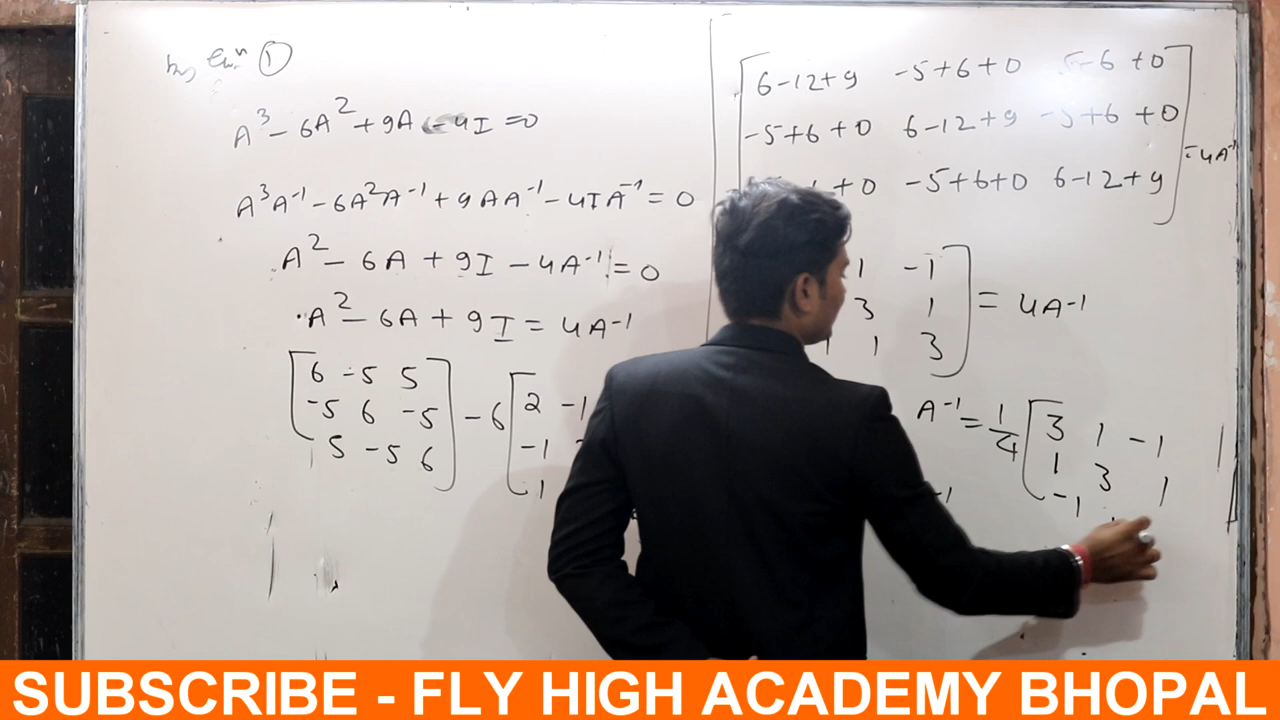 by Eqⁿ ①
A³ - 6A² + 9A - 4I = 0
A³A⁻¹ - 6A²A⁻¹ + 9AA⁻¹ - 4IA⁻¹ = 0
A² - 6A + 9I - 4A⁻¹ = 0
A² - 6A + 9I = 4A⁻¹
6 -5 5
-5 6 -5 - 6 [ 2 -1
5 -5 6 -1
1
6-12+9 -5+6+0 5-6+0
-5+6+0 6-12+9 -5+6+0 = 4A⁻¹
+0 -5+6+0 6-12+9
1 -1
3 1 = 4A⁻¹
1 3
A⁻¹ = 1/4 [ 3 1 -1
1 3 1
-1
SUBSCRIBE - FLY HIGH ACADEMY BHOPAL